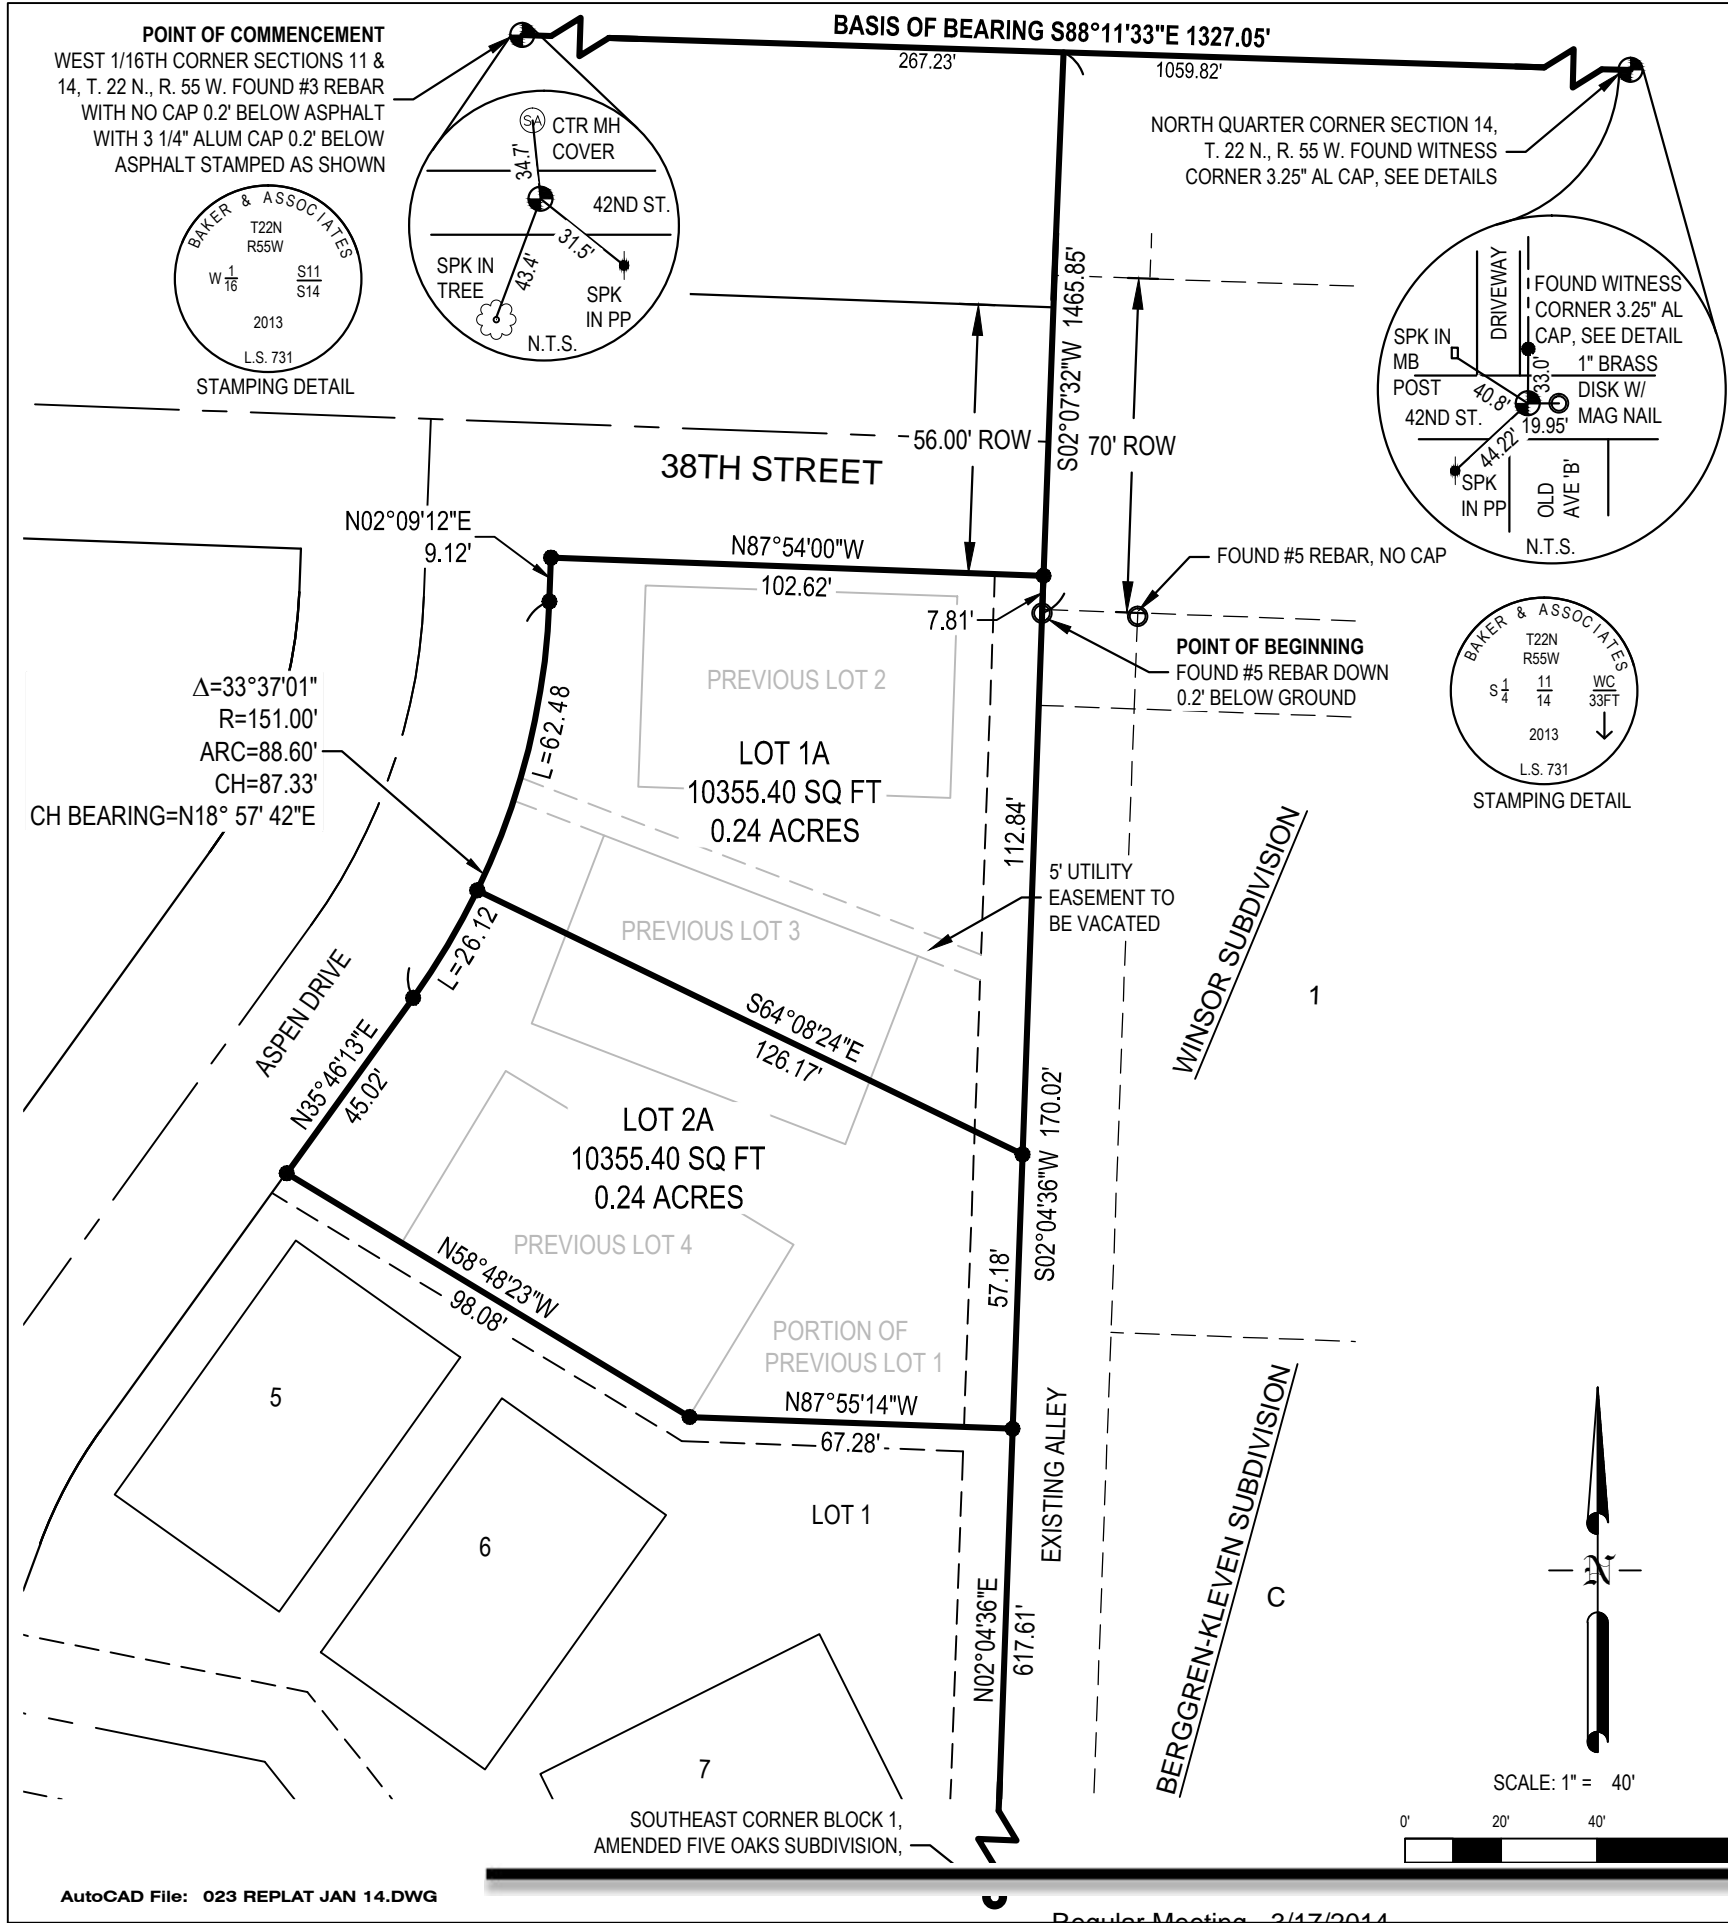 BASIS OF BEARING S88°11'33"E 1327.05'
267.23'
1059.82'
POINT OF COMMENCEMENT
WEST 1/16TH CORNER SECTIONS 11 &
14, T. 22 N., R. 55 W. FOUND #3 REBAR
WITH NO CAP 0.2' BELOW ASPHALT
WITH 3 1/4" ALUM CAP 0.2' BELOW
ASPHALT STAMPED AS SHOWN
BAKER & ASSOCIATES
T22N
R55W
W 1/16
S11
S14
2013
L.S. 731
STAMPING DETAIL
SA
CTR MH
COVER
34.7'
42ND ST.
31.5'
43.4'
SPK IN
TREE
SPK
IN PP
N.T.S.
NORTH QUARTER CORNER SECTION 14,
T. 22 N., R. 55 W. FOUND WITNESS
CORNER 3.25" AL CAP, SEE DETAILS
DRIVEWAY
FOUND WITNESS
CORNER 3.25" AL
CAP, SEE DETAIL
SPK IN
MB
POST
33.0'
1" BRASS
DISK W/
MAG NAIL
40.8'
42ND ST.
19.95'
44.22'
SPK
IN PP
OLD
AVE 'B'
N.T.S.
S02°07'32"W 1465.85'
56.00' ROW
70' ROW
38TH STREET
N02°09'12"E
9.12'
N87°54'00"W
102.62'
7.81'
FOUND #5 REBAR, NO CAP
POINT OF BEGINNING
FOUND #5 REBAR DOWN
0.2' BELOW GROUND
BAKER & ASSOCIATES
T22N
R55W
S 1/4
11
14
WC
33FT
2013
L.S. 731
STAMPING DETAIL
Δ=33°37'01"
R=151.00'
ARC=88.60'
CH=87.33'
CH BEARING=N18° 57' 42"E
L=62.48
PREVIOUS LOT 2
LOT 1A
10355.40 SQ FT
0.24 ACRES
112.84'
5' UTILITY
EASEMENT TO
BE VACATED
PREVIOUS LOT 3
L=26.12
WINSOR SUBDIVISION
1
ASPEN DRIVE
N35°46'13"E
45.02'
S64°08'24"E
126.17'
LOT 2A
10355.40 SQ FT
0.24 ACRES
S02°04'36"W 170.02'
57.18'
PREVIOUS LOT 4
N58°48'23"W
98.08'
PORTION OF
PREVIOUS LOT 1
N87°55'14"W
67.28'
5
6
7
LOT 1
EXISTING ALLEY
BERGGREN-KLEVEN SUBDIVISION
C
N02°04'36"E
617.61'
N
SCALE: 1" = 40'
0'
20'
40'
SOUTHEAST CORNER BLOCK 1,
AMENDED FIVE OAKS SUBDIVISION,
AutoCAD File: 023 REPLAT JAN 14.DWG
Regular Meeting - 3/17/2014